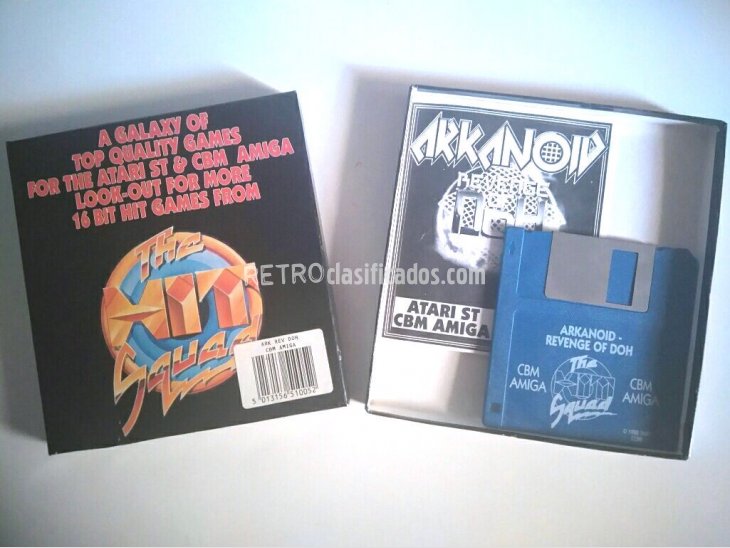 A GALAXY OF
TOP QUALITY GAMES
FOR THE ATARI ST & CBM AMIGA
LOOK-OUT FOR MORE
16 BIT HIT GAMES FROM
The
HIT
Squad
ARK REV DOH
CBM AMIGA
5 013156 510052
RETROclasificados.com
ARKANOID
REVENGE
DOH
ATARI ST
CBM AMIGA
ARKANOID -
REVENGE OF DOH
CBM
AMIGA
The
HIT
Squad
CBM
AMIGA